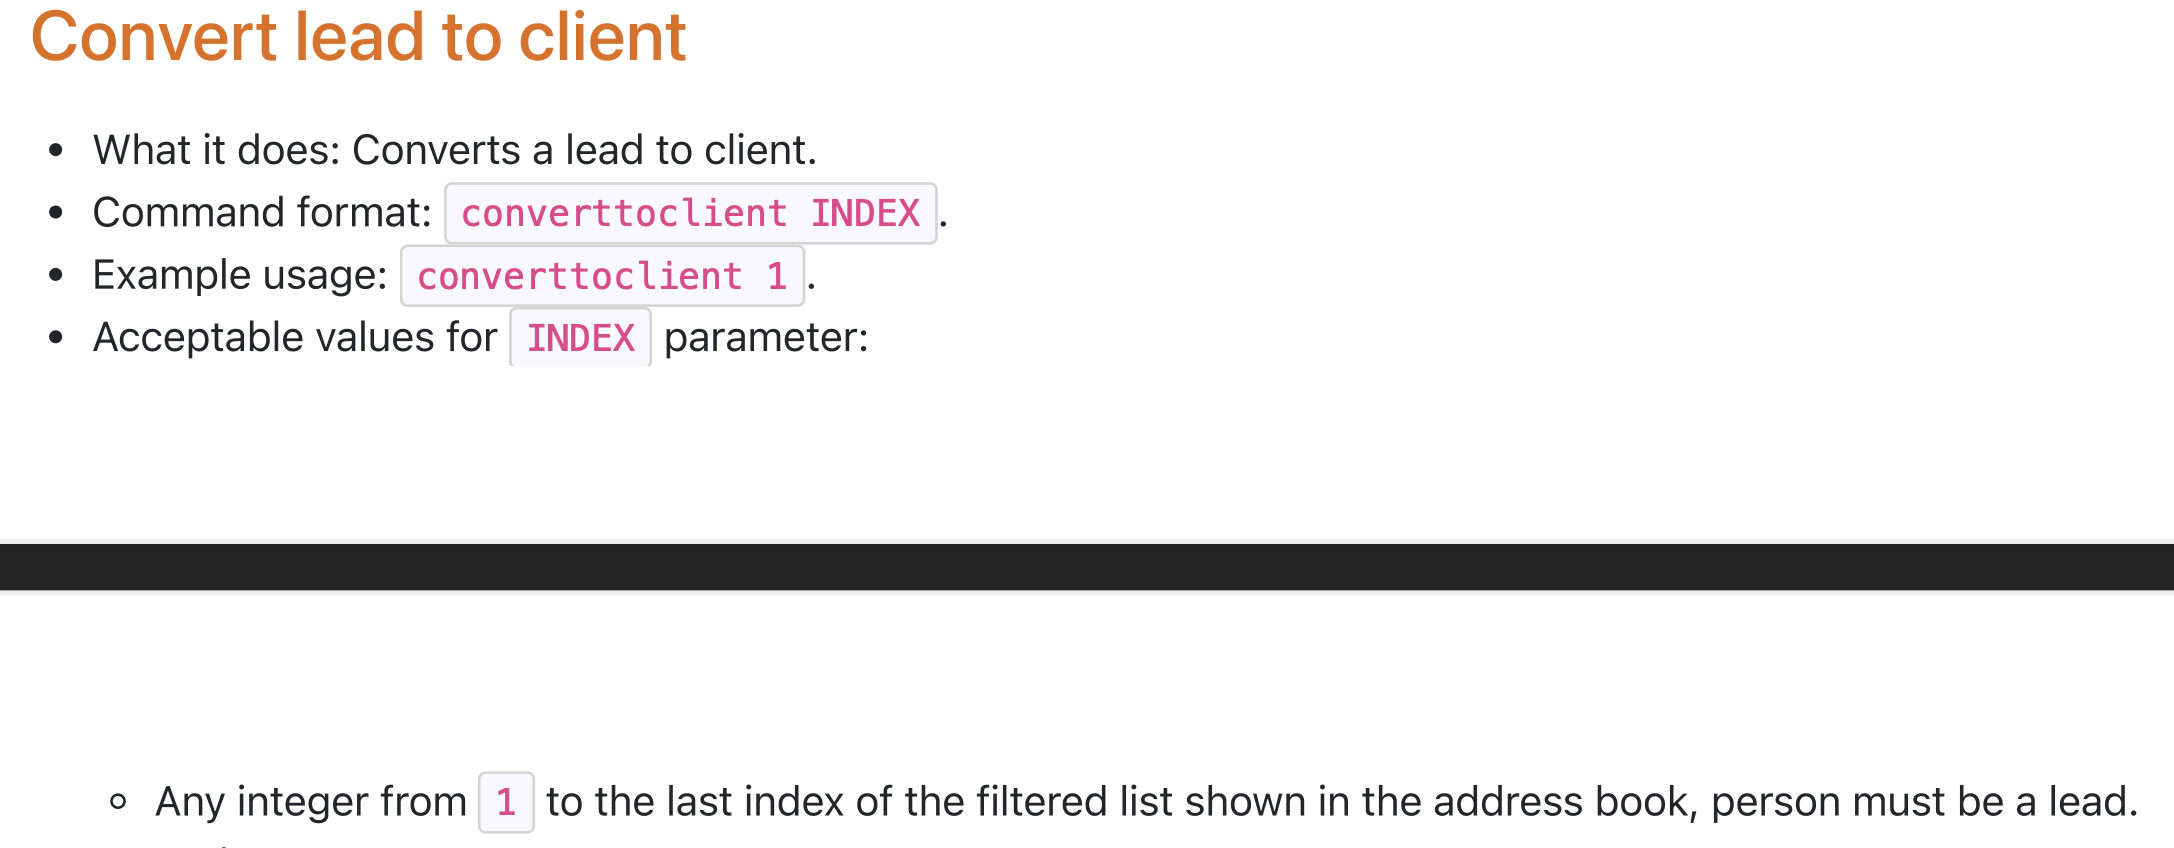 Convert lead to client
• What it does: Converts a lead to client.
• Command format: converttoclient INDEX.
• Example usage: converttoclient 1.
• Acceptable values for INDEX parameter:
◦ Any integer from 1 to the last index of the filtered list shown in the address book, person must be a lead.